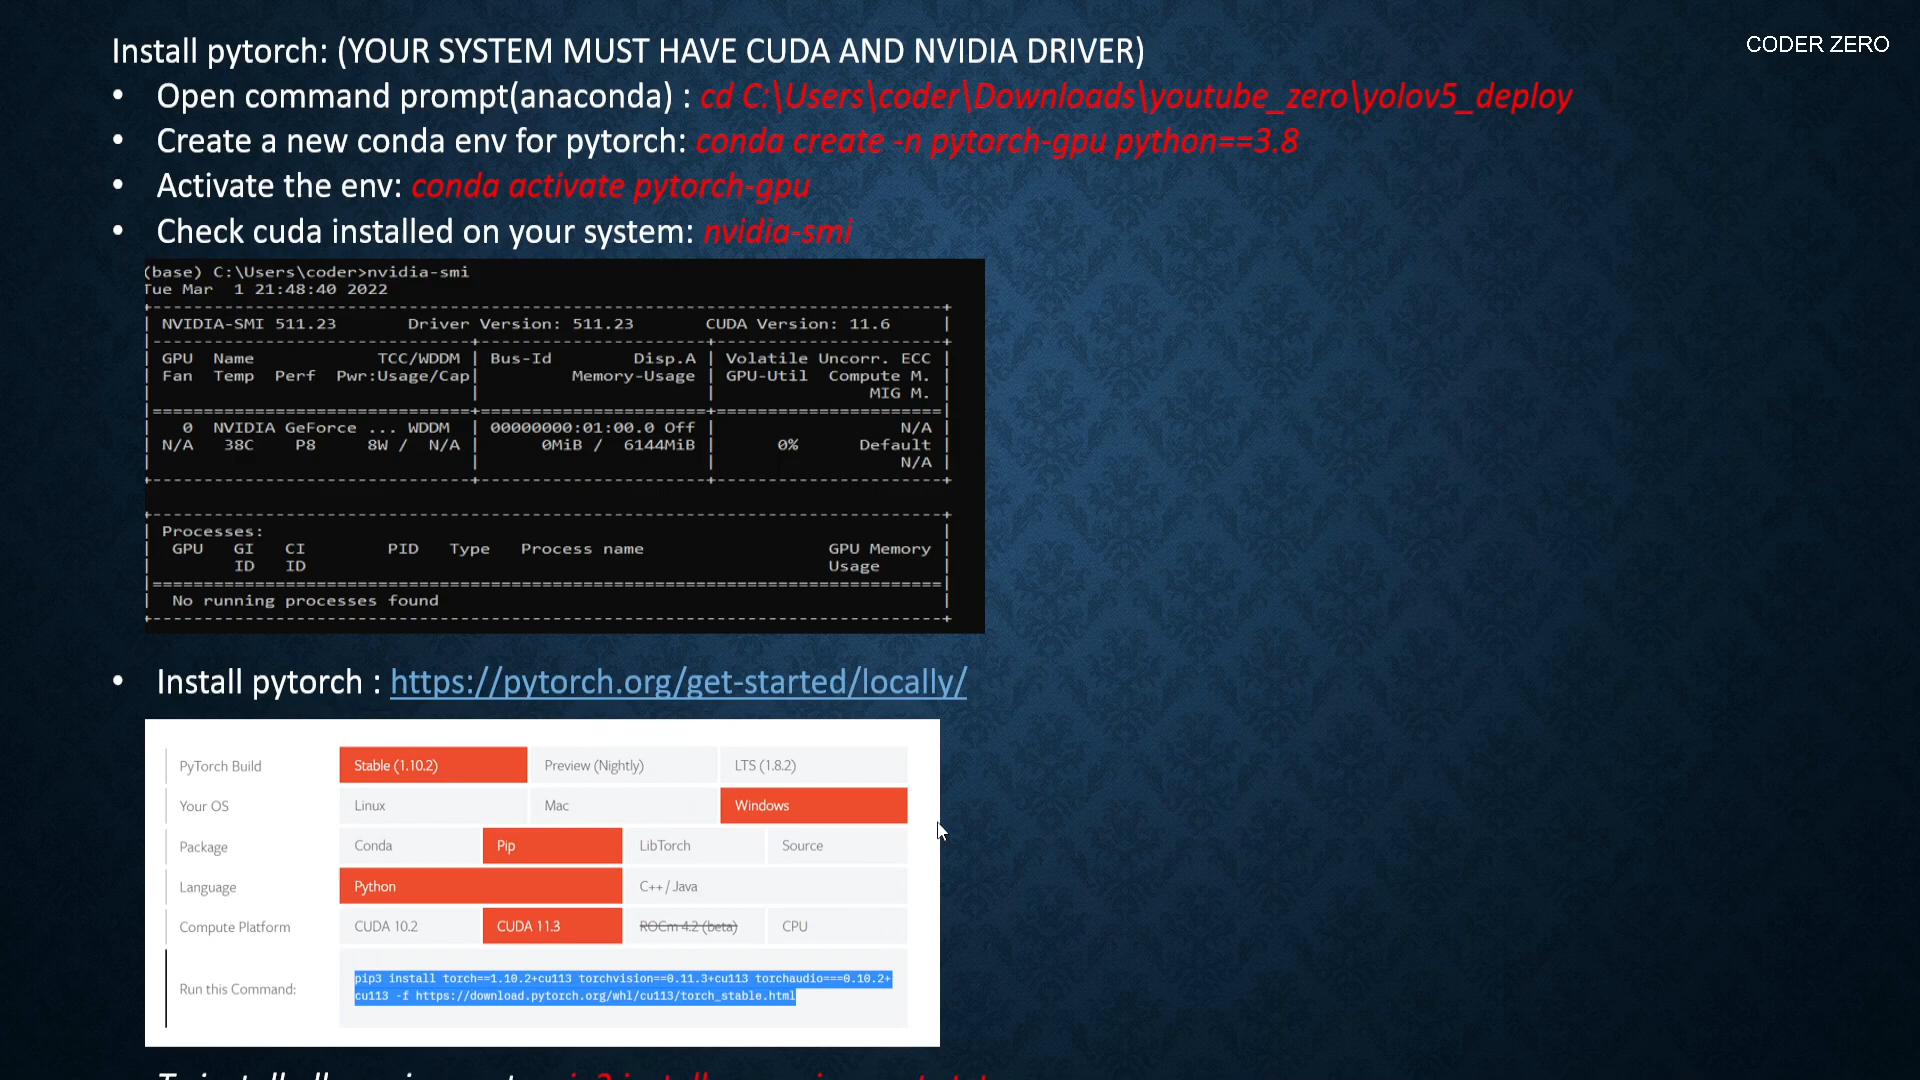 Install pytorch: (YOUR SYSTEM MUST HAVE CUDA AND NVIDIA DRIVER)
CODER ZERO
• Open command prompt(anaconda) : cd C:\Users\coder\Downloads\youtube_zero\yolov5_deploy
• Create a new conda env for pytorch: conda create -n pytorch-gpu python==3.8
• Activate the env: conda activate pytorch-gpu
• Check cuda installed on your system: nvidia-smi
(base) C:\Users\coder>nvidia-smi
Tue Mar 1 21:48:40 2022
NVIDIA-SMI 511.23 Driver Version: 511.23 CUDA Version: 11.6
GPU Name TCC/WDDM | Bus-Id Disp.A | Volatile Uncorr. ECC
Fan Temp Perf Pwr:Usage/Cap| Memory-Usage | GPU-Util Compute M.
MIG M.
0 NVIDIA GeForce ... WDDM | 00000000:01:00.0 Off | N/A
N/A 38C P8 8W / N/A | 0MiB / 6144MiB | 0% Default
N/A
Processes:
GPU GI CI PID Type Process name GPU Memory
ID ID Usage
No running processes found
• Install pytorch : https://pytorch.org/get-started/locally/
PyTorch Build Stable (1.10.2) Preview (Nightly) LTS (1.8.2)
Your OS Linux Mac Windows
Package Conda Pip LibTorch Source
Language Python C++ / Java
Compute Platform CUDA 10.2 CUDA 11.3 ROCm 4.2 (beta) CPU
Run this Command: pip3 install torch==1.10.2+cu113 torchvision==0.11.3+cu113 torchaudio===0.10.2+
cu113 -f https://download.pytorch.org/whl/cu113/torch_stable.html